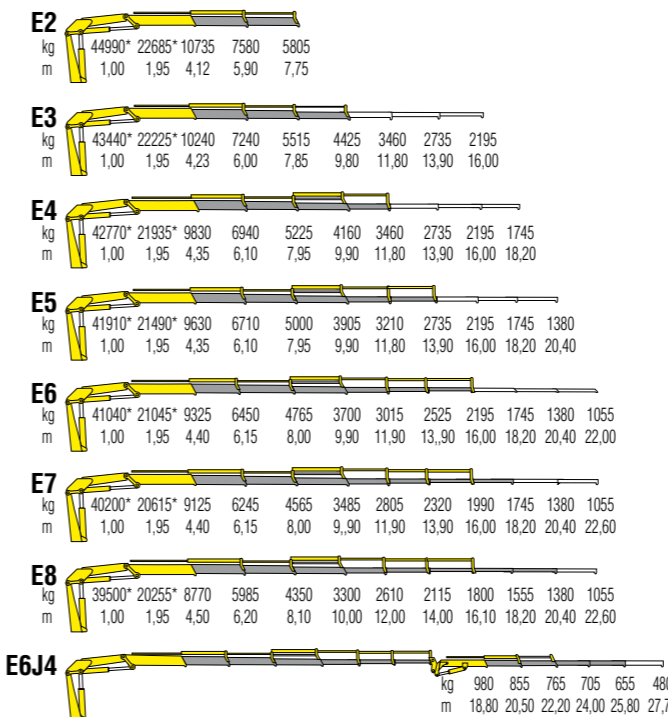 E2
kg 44990* 22685* 10735 7580 5805
m 1,00 1,95 4,12 5,90 7,75
E3
kg 43440* 22225* 10240 7240 5515 4425 3460 2735 2195
m 1,00 1,95 4,23 6,00 7,85 9,80 11,80 13,90 16,00
E4
kg 42770* 21935* 9830 6940 5225 4160 3460 2735 2195 1745
m 1,00 1,95 4,35 6,10 7,95 9,90 11,80 13,90 16,00 18,20
E5
kg 41910* 21490* 9630 6710 5000 3905 3210 2735 2195 1745 1380
m 1,00 1,95 4,35 6,10 7,95 9,90 11,80 13,90 16,00 18,20 20,40
E6
kg 41040* 21045* 9325 6450 4765 3700 3015 2525 2195 1745 1380 1055
m 1,00 1,95 4,40 6,15 8,00 9,90 11,90 13,,90 16,00 18,20 20,40 22,00
E7
kg 40200* 20615* 9125 6245 4565 3485 2805 2320 1990 1745 1380 1055
m 1,00 1,95 4,40 6,15 8,00 9,,90 11,90 13,90 16,00 18,20 20,40 22,60
E8
kg 39500* 20255* 8770 5985 4350 3300 2610 2115 1800 1555 1380 1055
m 1,00 1,95 4,50 6,20 8,10 10,00 12,00 14,00 16,10 18,20 20,40 22,60
E6J4
kg 980 855 765 705 655 480
m 18,80 20,50 22,20 24,00 25,80 27,7